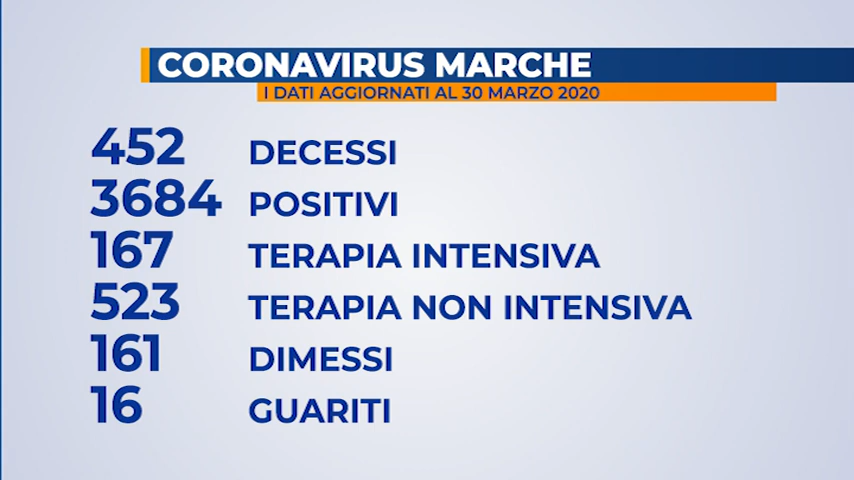 CORONAVIRUS MARCHE
I DATI AGGIORNATI AL 30 MARZO 2020
452 DECESSI
3684 POSITIVI
167 TERAPIA INTENSIVA
523 TERAPIA NON INTENSIVA
161 DIMESSI
16 GUARITI